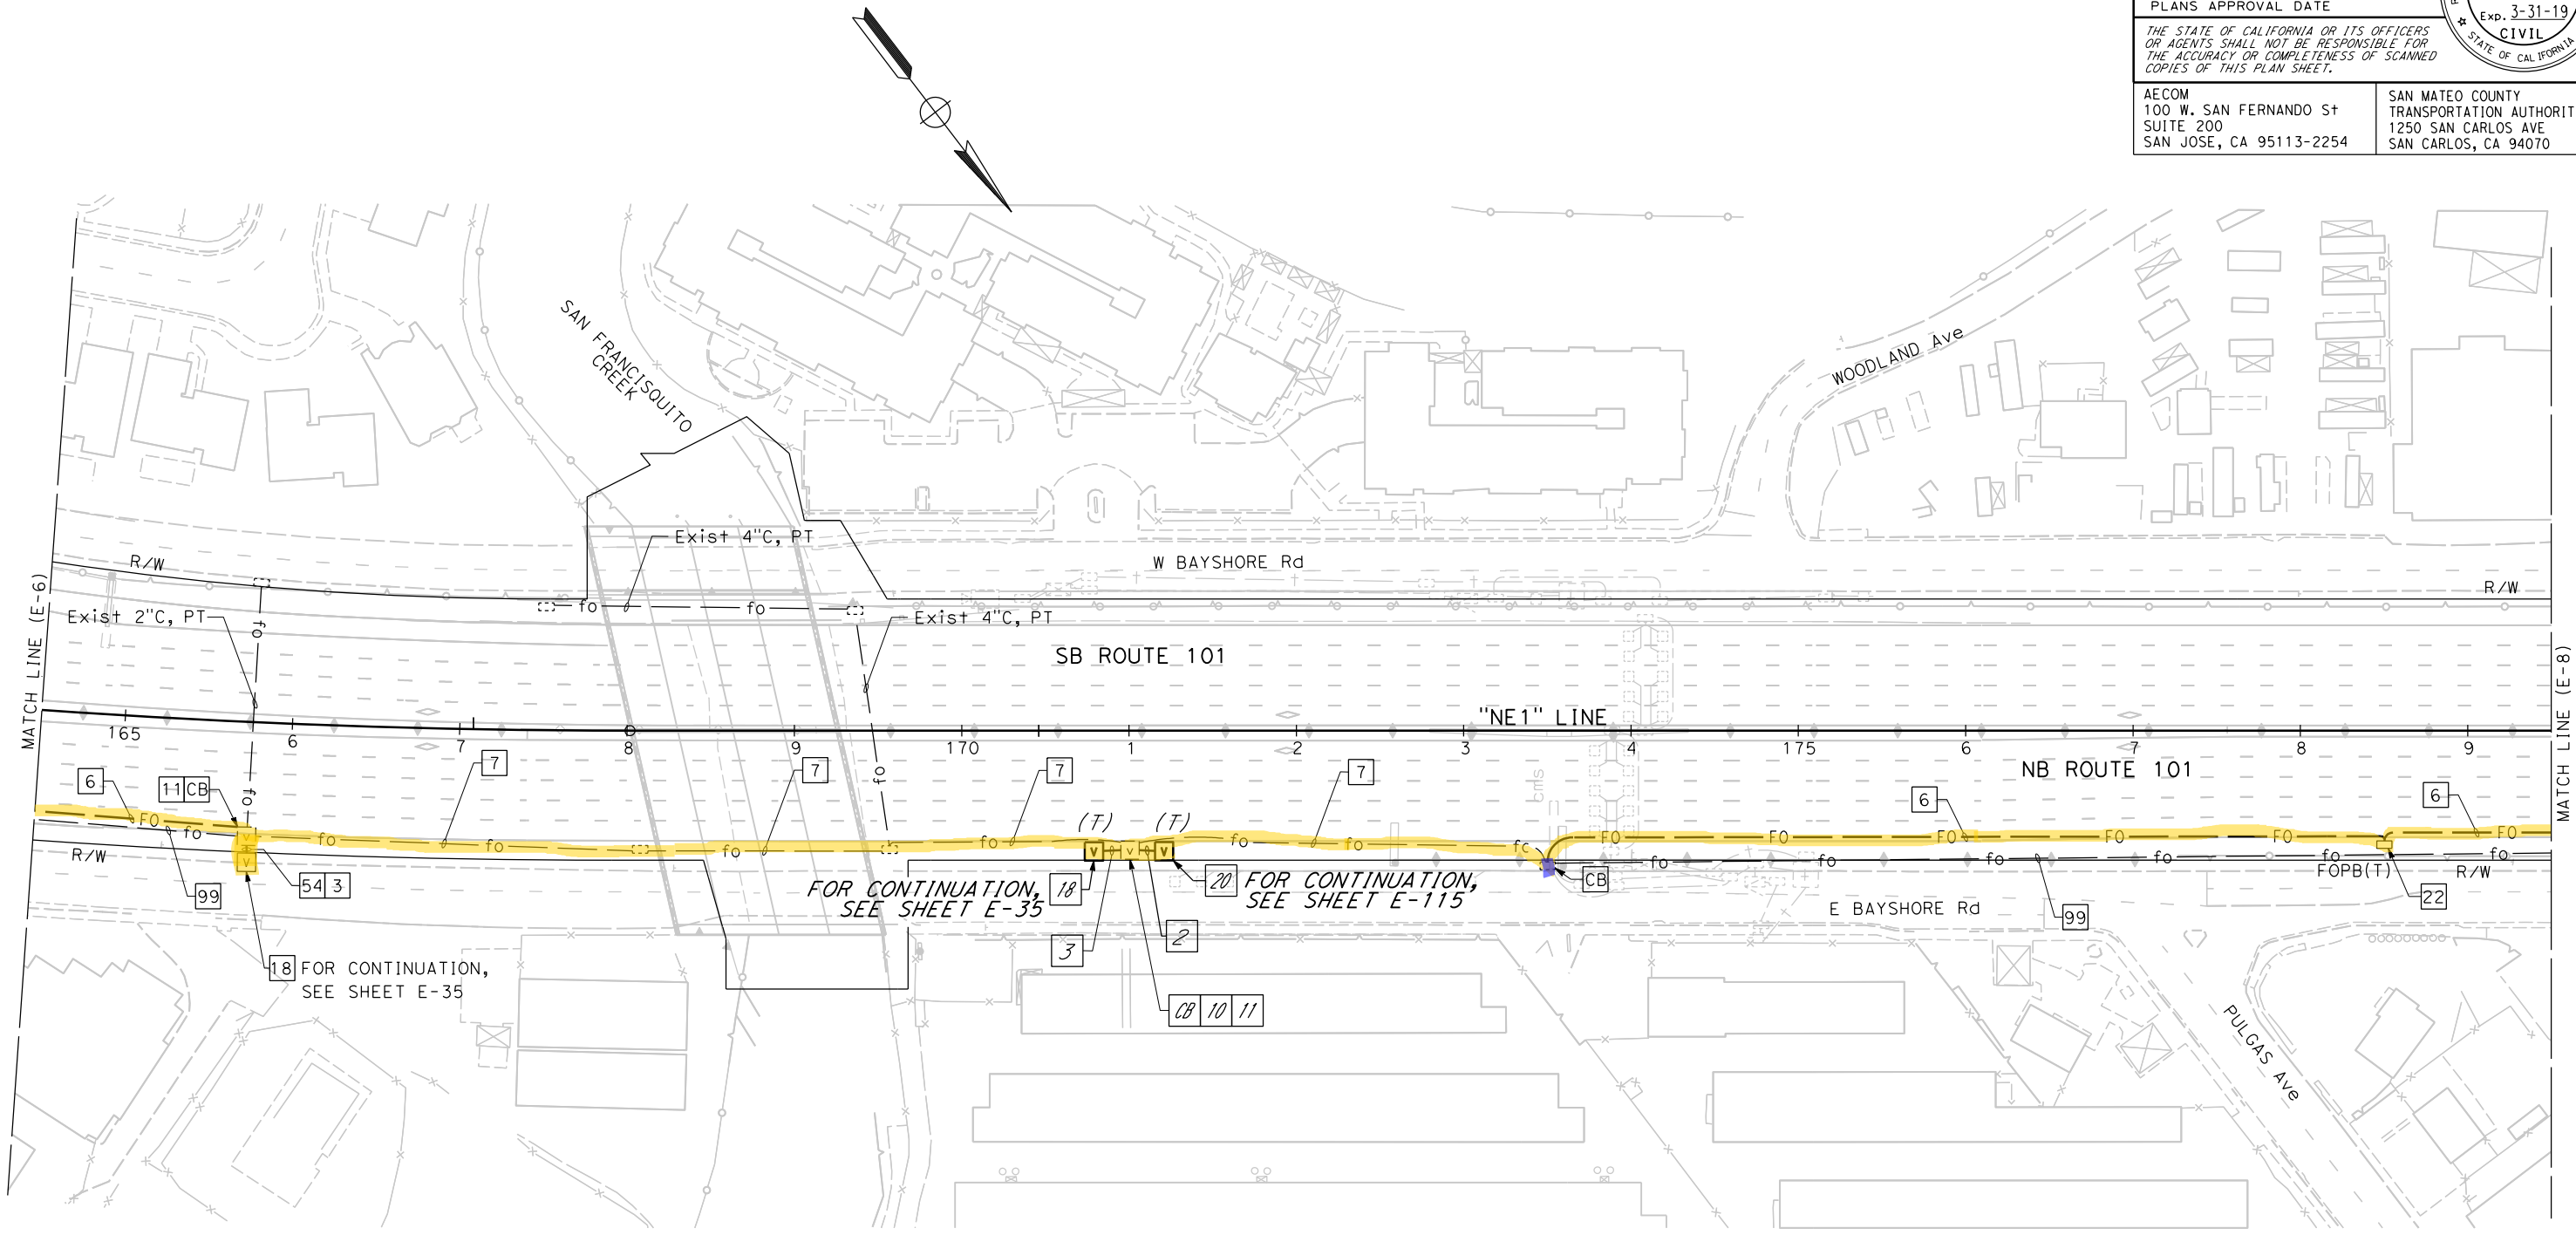 PLANS APPROVAL DATE
THE STATE OF CALIFORNIA OR ITS OFFICERS
OR AGENTS SHALL NOT BE RESPONSIBLE FOR
THE ACCURACY OR COMPLETENESS OF SCANNED
COPIES OF THIS PLAN SHEET.
Exp. 3-31-19
CIVIL
STATE OF CALIFORNIA
AECOM
100 W. SAN FERNANDO St
SUITE 200
SAN JOSE, CA 95113-2254
SAN MATEO COUNTY
TRANSPORTATION AUTHORIT
1250 SAN CARLOS AVE
SAN CARLOS, CA 94070
SAN FRANCISQUITO
CREEK
WOODLAND Ave
Exist 4"C, PT
W BAYSHORE Rd
R/W
R/W
MATCH LINE (E-6)
fo fo
Exist 2"C, PT
fo
Exist 4"C, PT
SB ROUTE 101
MATCH LINE (E-8)
"NE1" LINE
165 6 7 8 9 170 1 2 3 4 175 6 7 8 9
NB ROUTE 101
cms
6
11 CB
fo
7
7
fo
7
7
6
6
(T) (T)
FO fo fo fo fo fo fo fo fc FO FO FO FO FO FO
V V V V V
R/W
99
54 3
FOR CONTINUATION,
SEE SHEET E-35
18
20
FOR CONTINUATION,
SEE SHEET E-115
CB
fo fo fo fo fo fo
FOPB(T)
R/W
22
E BAYSHORE Rd
99
3
2
18 FOR CONTINUATION,
SEE SHEET E-35
CB 10 11
PULGAS Ave